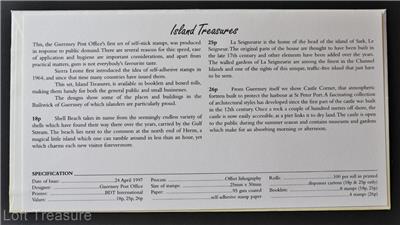 Island Treasures
This, the Guernsey Post Office's first set of self-stick stamps, was produced
in response to public demand. There are several reasons for this: speed, ease
of application and hygiene are important considerations, and apart from
practical matters, gum is not everybody's favourite taste.
Sierra Leone first introduced the idea of self-adhesive stamps in
1964, and since that time many countries have issued them.
This set, Island Treasures, is available in booklets and boxed rolls,
making them handy for both the general public and small businesses.
The designs show some of the places and buildings in the
Bailiwick of Guernsey of which islanders are particularly proud.
18p Shell Beach takes its name from the seemingly endless variety of
shells which have found their way there over the years, carried by the Gulf
Stream. The beach lies next to the common at the north end of Herm, a
magical little island which one can ramble around in less than an hour, yet
which charms each new visitor forevermore.
25p La Seigneurie is the home of the head of the island of Sark, Le
Seigneur. The original parts of the house are thought to have been built in
the late 17th century and other elements have been added over the years.
The walled gardens of La Seigneurie are among the finest in the Channel
Islands and one of the sights of this unique, traffic-free island that just has
to be seen.
26p From Guernsey itself we show Castle Cornet, that atmospheric
fortress built to protect the harbour at St Peter Port. A fascinating collection
of architectural styles has developed since the first part of the castle was built
in the 12th century. Once a rock a couple of hundred metres off shore, the
castle is now easily accessible, at a pier links it to dry land. The castle is open
to the public during the summer season and contains museums and gardens
which make for an absorbing morning or afternoon.
SPECIFICATION
Date of Issue: 24 April 1997
Designer: Guernsey Post Office
Printer: BDT International
Values: 18p, 25p, 26p
Process: Offset lithography
Size of stamps: 25mm x 30mm
Paper: 95 gsm coated
self-adhesive stamp paper
Rolls: 100 per roll in printed
dispenser cartons (18p & 25p only)
Booklets: 8 stamps (18p, 25p)
4 stamps (26p)
Loft Treasure